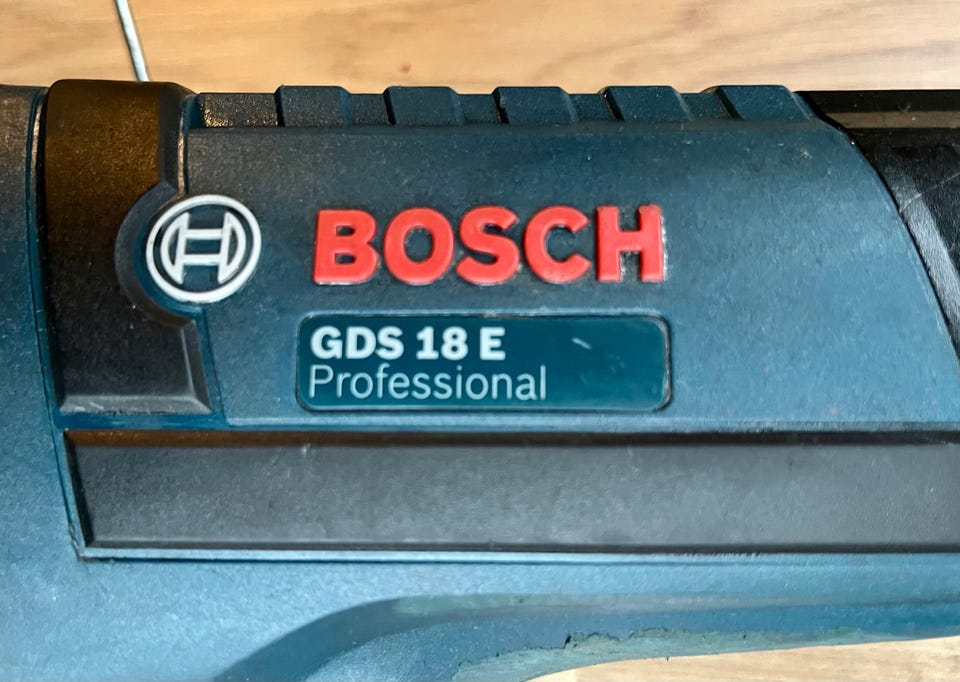 BOSCH
GDS 18 E
Professional